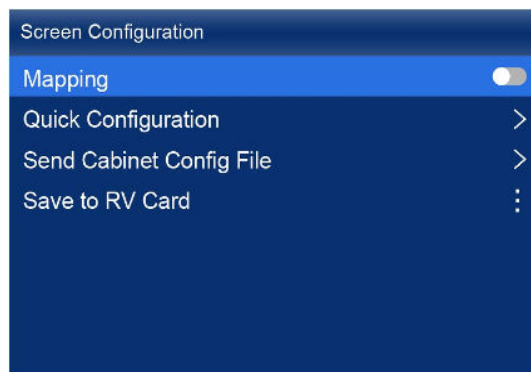 Screen Configuration
Mapping
Quick Configuration
Send Cabinet Config File
Save to RV Card